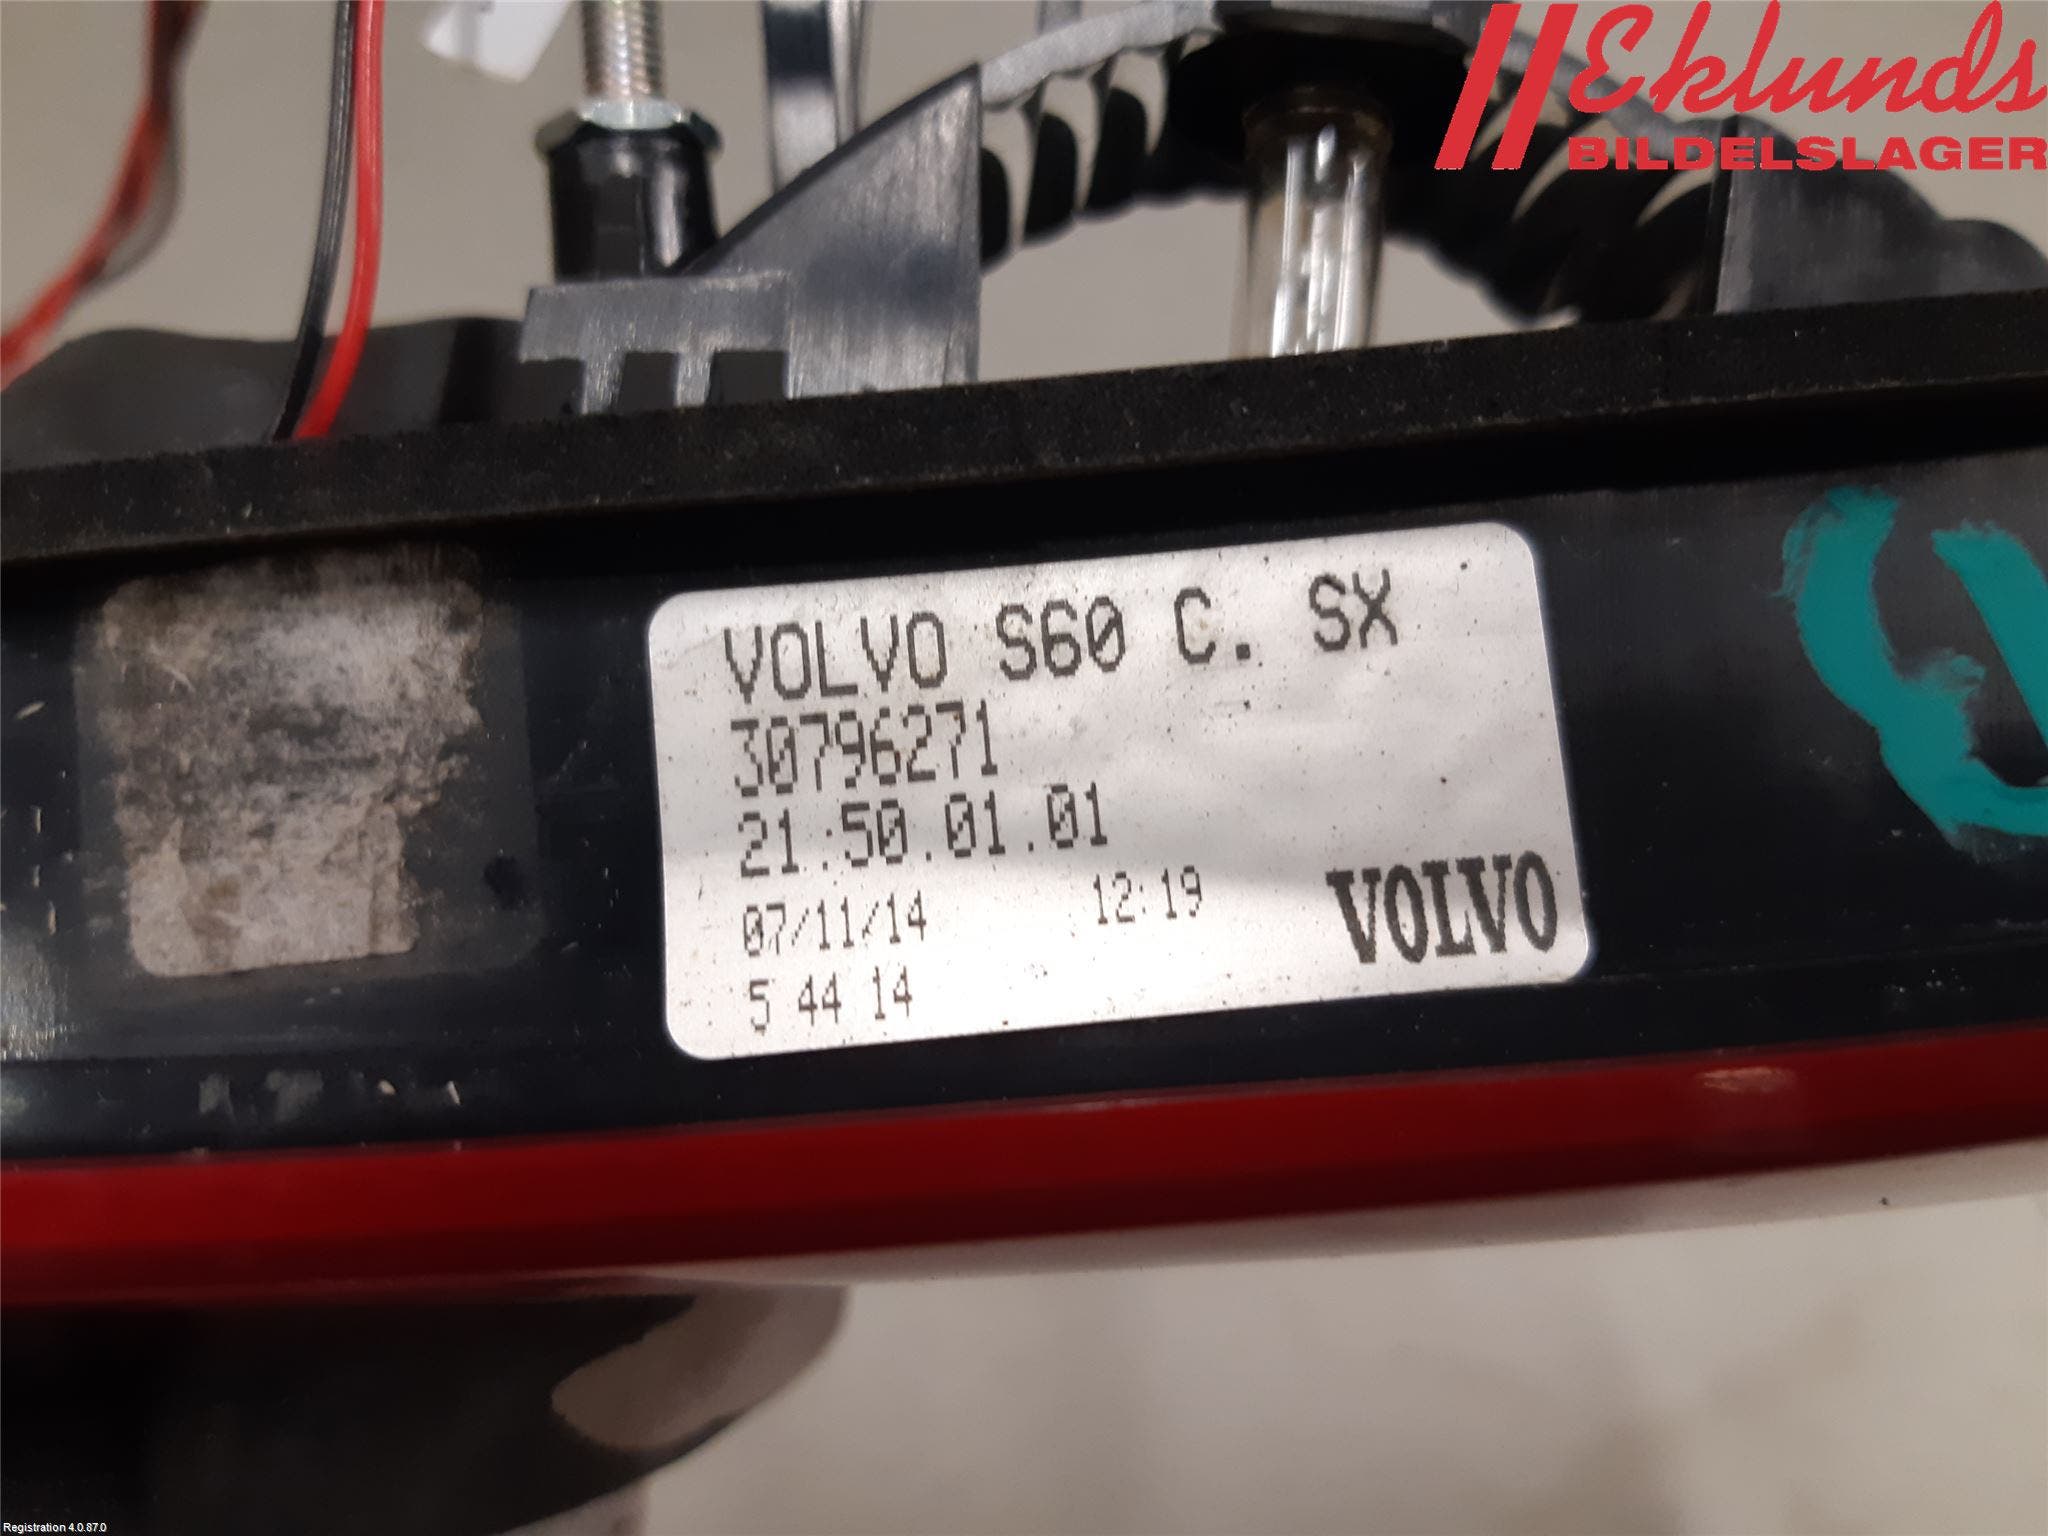 Eklunds
BILDELSLAGER
VOLVO S60 C. SX
30796271
21.50.01.01
07/11/14 12:19
5 44 14
VOLVO
Registration 4.0.87.0